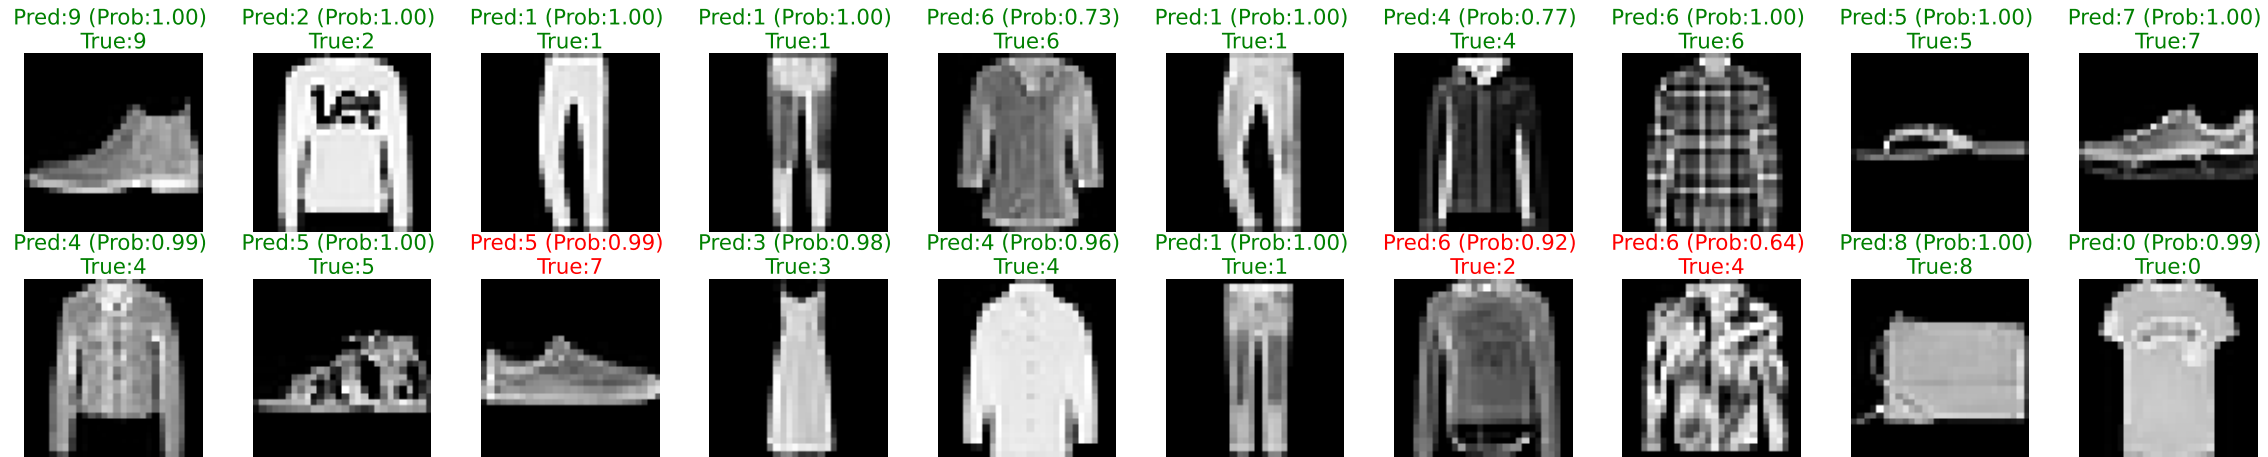 Pred:9 (Prob:1.00) Pred:2 (Prob:1.00) Pred:1 (Prob:1.00) Pred:1 (Prob:1.00) Pred:6 (Prob:0.73) Pred:1 (Prob:1.00) Pred:4 (Prob:0.77) Pred:6 (Prob:1.00) Pred:5 (Prob:1.00) Pred:7 (Prob:1.00)
True:9 True:2 True:1 True:1 True:6 True:1 True:4 True:6 True:5 True:7
Lee
Pred:4 (Prob:0.99) Pred:5 (Prob:1.00) Pred:5 (Prob:0.99) Pred:3 (Prob:0.98) Pred:4 (Prob:0.96) Pred:1 (Prob:1.00) Pred:6 (Prob:0.92) Pred:6 (Prob:0.64) Pred:8 (Prob:1.00) Pred:0 (Prob:0.99)
True:4 True:5 True:7 True:3 True:4 True:1 True:2 True:4 True:8 True:0